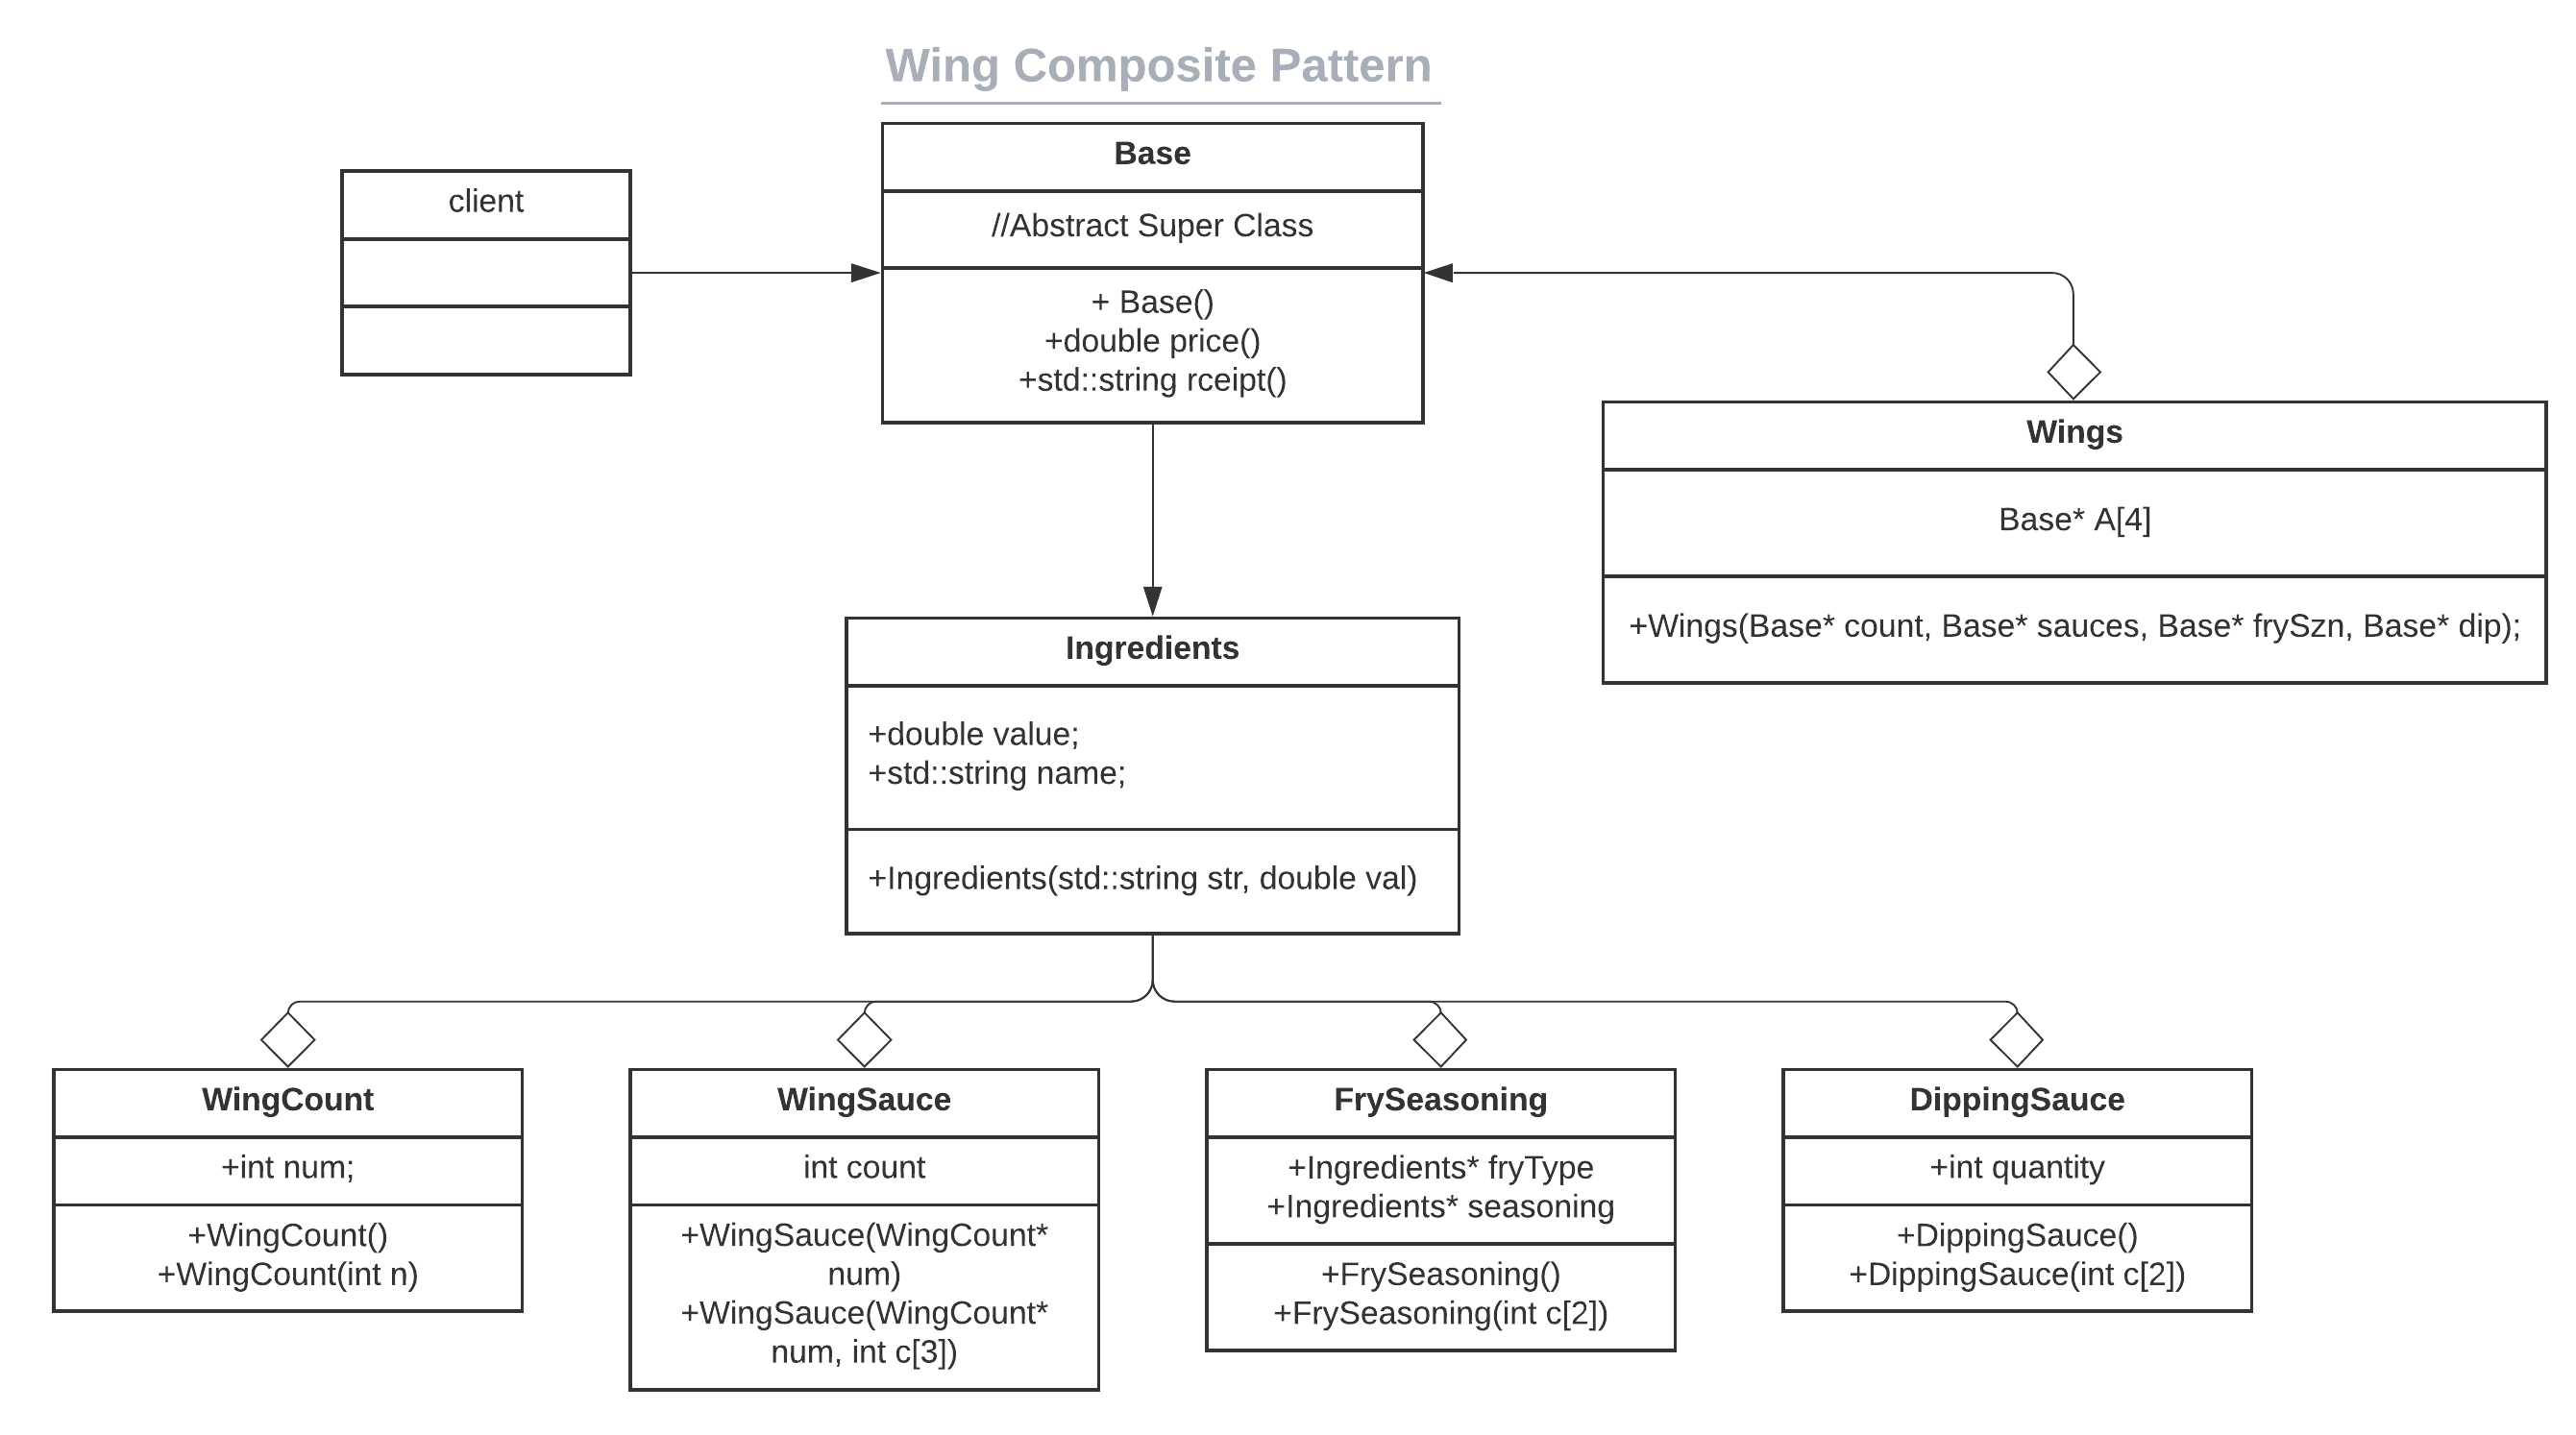 Wing Composite Pattern
client
Base
//Abstract Super Class
+ Base()
+double price()
+std::string rceipt()
Wings
Base* A[4]
+Wings(Base* count, Base* sauces, Base* frySzn, Base* dip);
Ingredients
+double value;
+std::string name;
+Ingredients(std::string str, double val)
WingCount
+int num;
+WingCount()
+WingCount(int n)
WingSauce
int count
+WingSauce(WingCount*
num)
+WingSauce(WingCount*
num, int c[3])
FrySeasoning
+Ingredients* fryType
+Ingredients* seasoning
+FrySeasoning()
+FrySeasoning(int c[2])
DippingSauce
+int quantity
+DippingSauce()
+DippingSauce(int c[2])